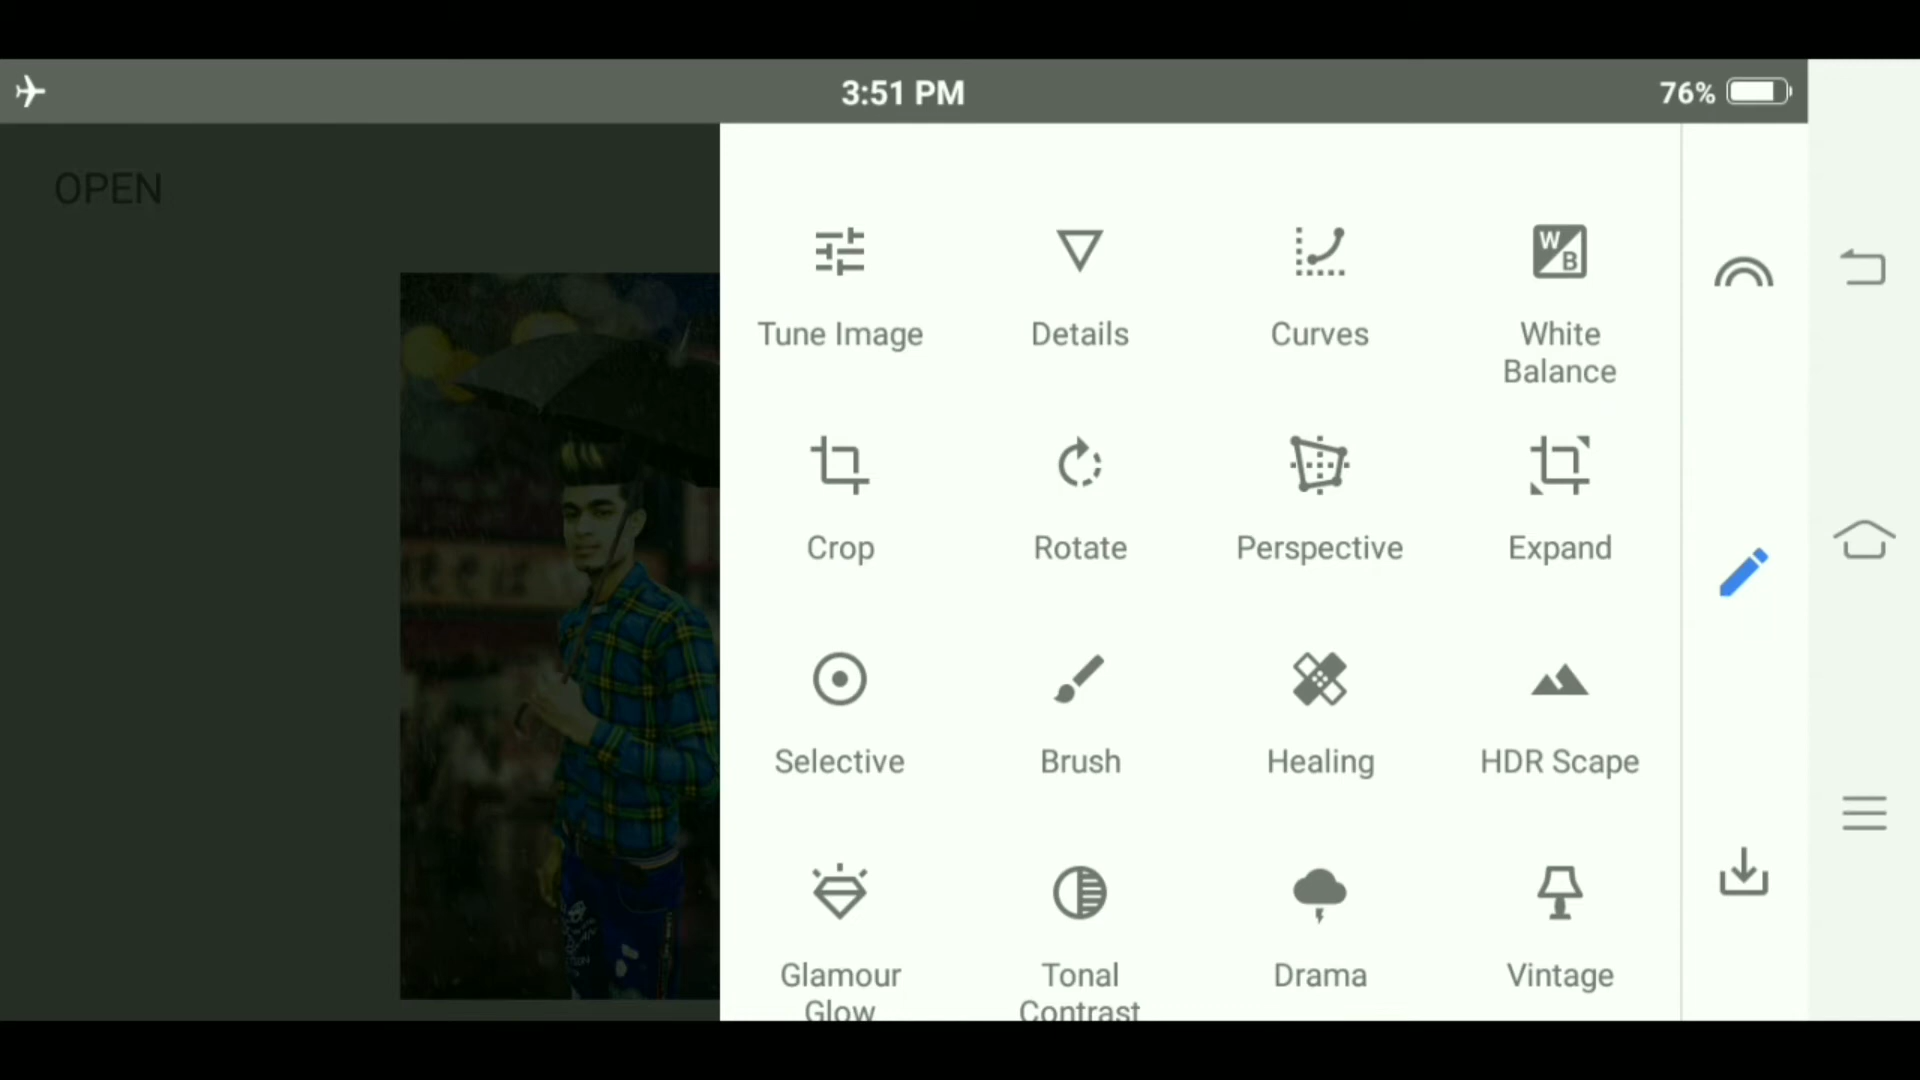 3:51 PM
76%
OPEN
Tune Image
Details
Curves
White
Balance
Crop
Rotate
Perspective
Expand
Selective
Brush
Healing
HDR Scape
Glamour
Glow
Tonal
Contrast
Drama
Vintage